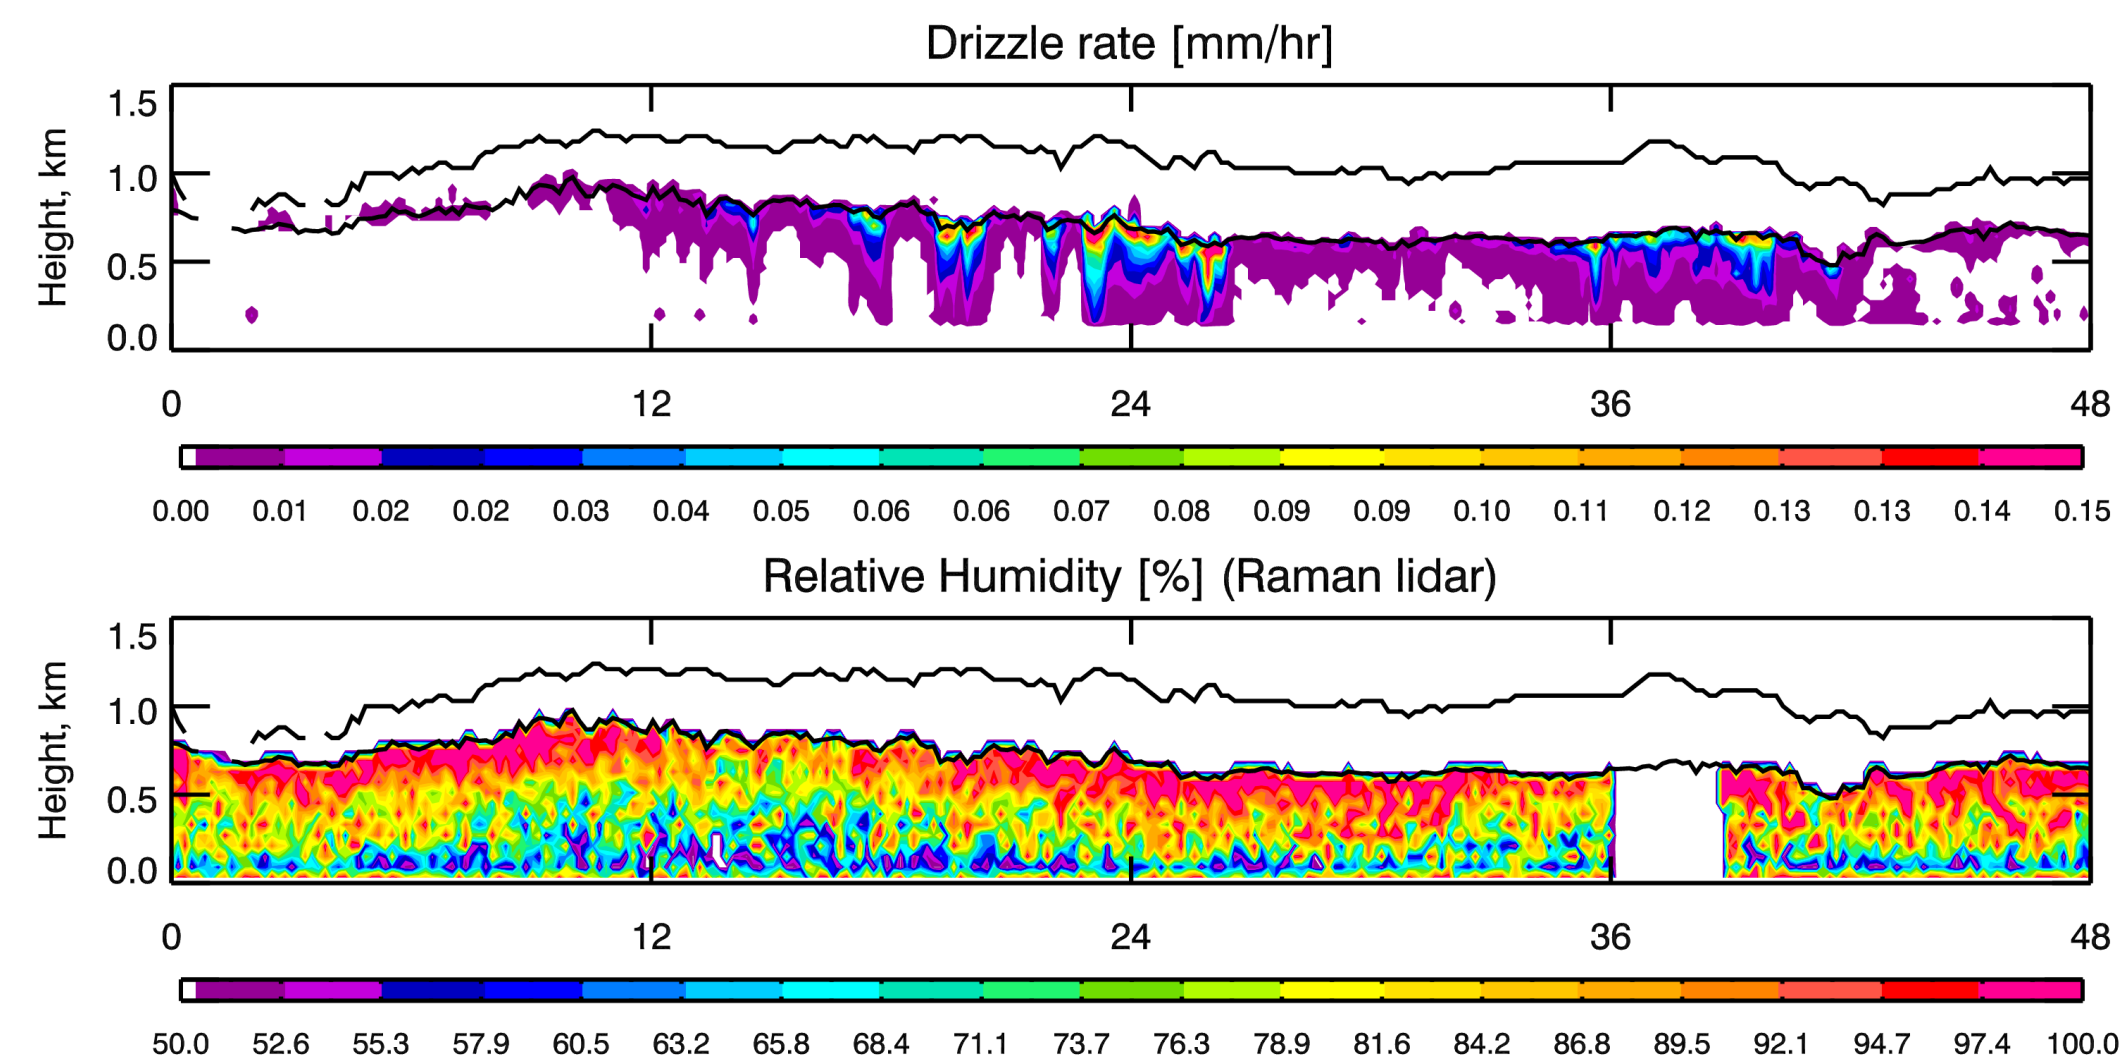 Drizzle rate [mm/hr]
Height, km
1.5
1.0
0.5
0.0
0 12 24 36 48
0.00 0.01 0.02 0.02 0.03 0.04 0.05 0.06 0.06 0.07 0.08 0.09 0.09 0.10 0.11 0.12 0.13 0.13 0.14 0.15
Relative Humidity [%] (Raman lidar)
Height, km
1.5
1.0
0.5
0.0
0 12 24 36 48
50.0 52.6 55.3 57.9 60.5 63.2 65.8 68.4 71.1 73.7 76.3 78.9 81.6 84.2 86.8 89.5 92.1 94.7 97.4 100.0